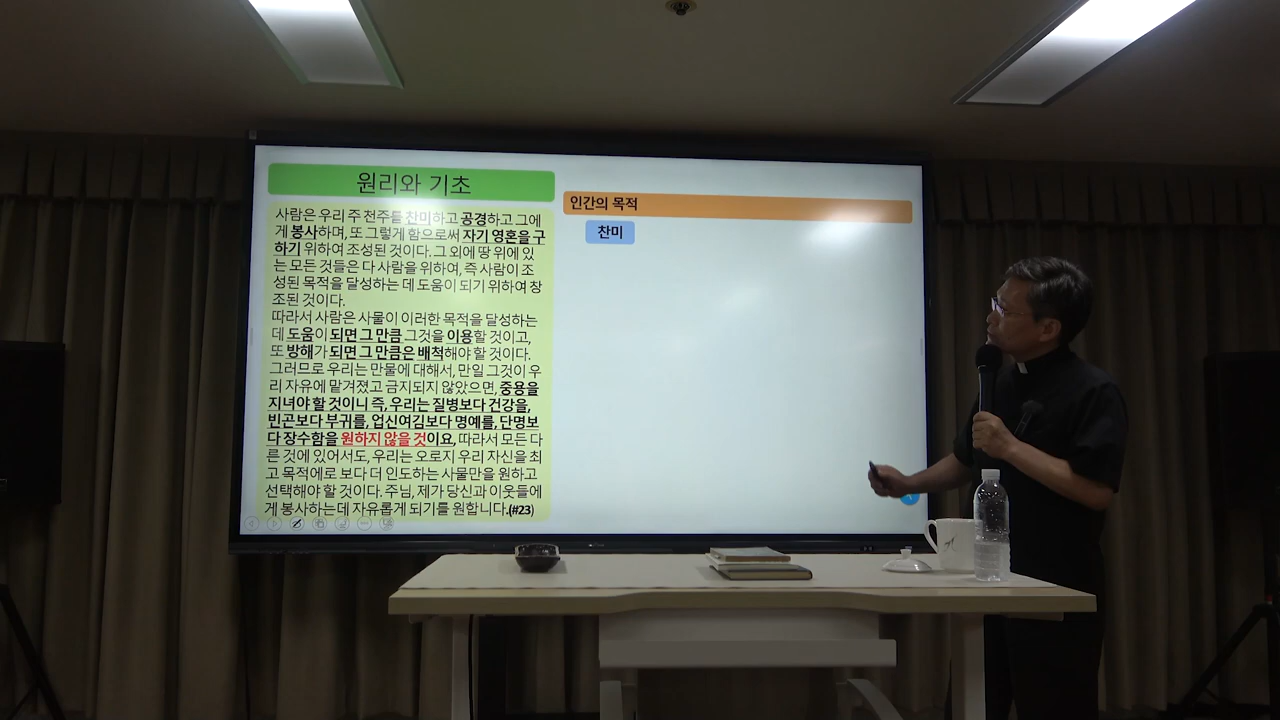 원리와 기초
사람은 우리 주 천주를 찬미하고 공경하고 그에
게 봉사하며, 또 그렇게 함으로써 자기 영혼을 구
하기 위하여 조성된 것이다. 그 외에 땅 위에 있
는 모든 것들은 다 사람을 위하여, 즉 사람이 조
성된 목적을 달성하는 데 도움이 되기 위하여 창
조된 것이다.
따라서 사람은 사물이 이러한 목적을 달성하는
데 도움이 되면 그 만큼 그것을 이용할 것이고,
또 방해가 되면 그 만큼은 배척해야 할 것이다.
그러므로 우리는 만물에 대해서, 만일 그것이 우
리 자유에 맡겨졌고 금지되지 않았으면, 중용을
지녀야 할 것이니 즉, 우리는 질병보다 건강을,
빈곤보다 부귀를, 업신여김보다 명예를, 단명보
다 장수함을 원하지 않을 것이요, 따라서 모든 다
른 것에 있어서도, 우리는 오로지 우리 자신을 최
고 목적에로 보다 더 인도하는 사물만을 원하고
선택해야 할 것이다. 주님, 제가 당신과 이웃들에
게 봉사하는데 자유롭게 되기를 원합니다.(#23)
인간의 목적
찬미